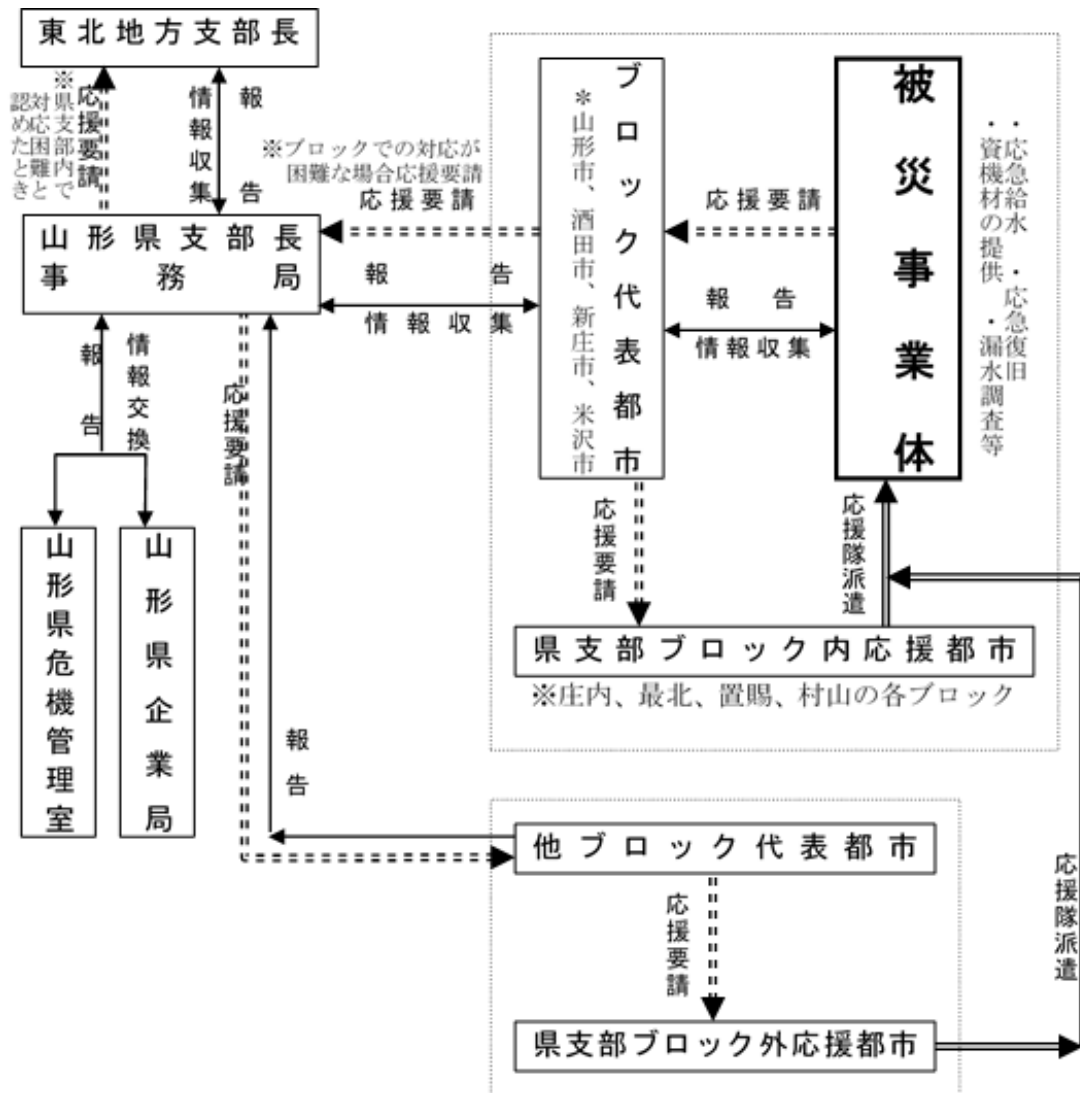 東北地方支部長
※県支部内で
対応困難と
認めたとき
応援要請
情報収集
報告
※ブロックでの対応が
困難な場合応援要請
応援要請
山形県支部長
事務局
報告
情報収集
ブロック代表都市
＊山形市、酒田市、新庄市、米沢市
応援要請
報告
情報収集
被災事業体
・応急給水　・応急復旧
・資機材の提供　・漏水調査等
報告
情報交換
応援要請
山形県危機管理室
山形県企業局
応援要請
応援隊派遣
県支部ブロック内応援都市
※庄内、最北、置賜、村山の各ブロック
報告
他ブロック代表都市
応援要請
県支部ブロック外応援都市
応援隊派遣